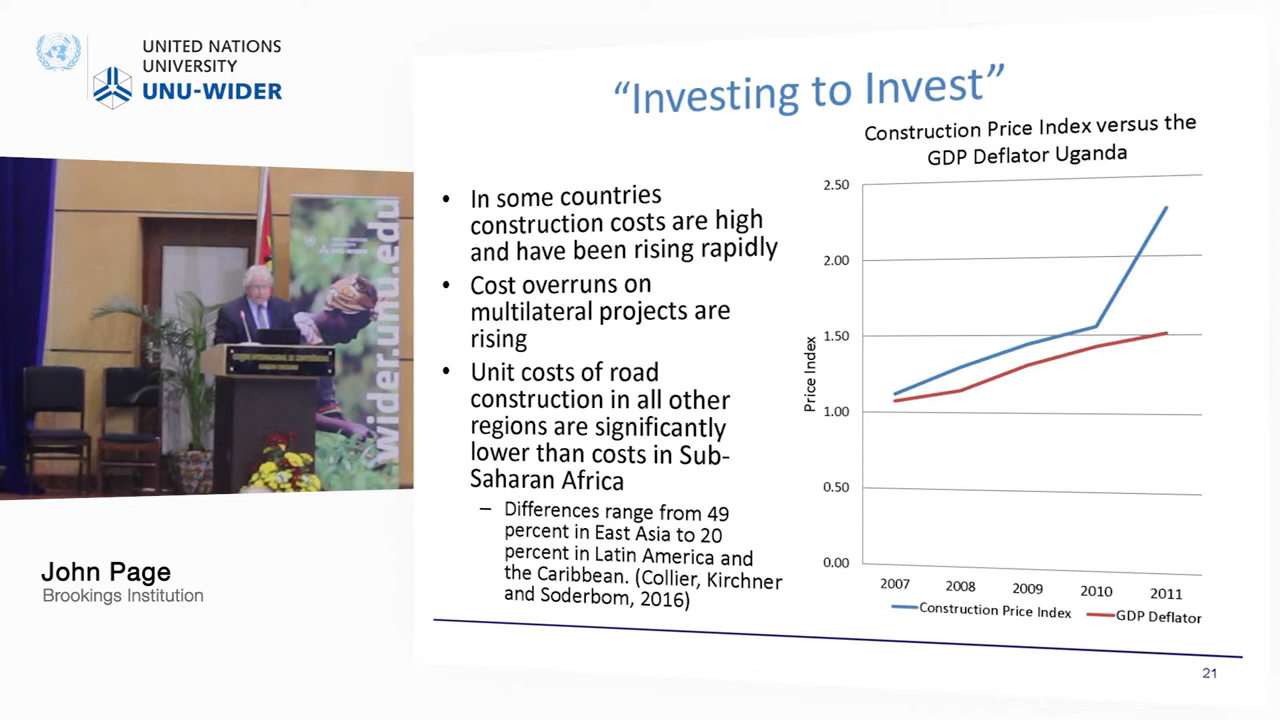 UNITED NATIONS
UNIVERSITY
UNU-WIDER
wider.unu.edu
John Page
Brookings Institution
“Investing to Invest”
• In some countries
construction costs are high
and have been rising rapidly
• Cost overruns on
multilateral projects are
rising
• Unit costs of road
construction in all other
regions are significantly
lower than costs in Sub-
Saharan Africa
– Differences range from 49
percent in East Asia to 20
percent in Latin America and
the Caribbean. (Collier, Kirchner
and Soderbom, 2016)
Construction Price Index versus the
GDP Deflator Uganda
Price Index
2.50
2.00
1.50
1.00
0.50
0.00
2007 2008 2009 2010 2011
Construction Price Index GDP Deflator
21